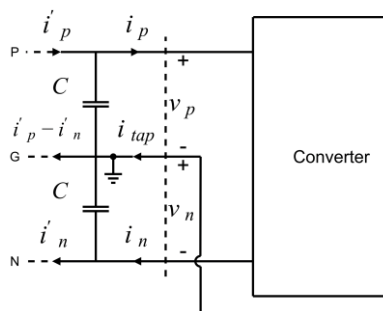 i'p ip
P
+
C
vp
i'p − i'n itap
-
G
+
Converter
C
vn
i'n in
-
N